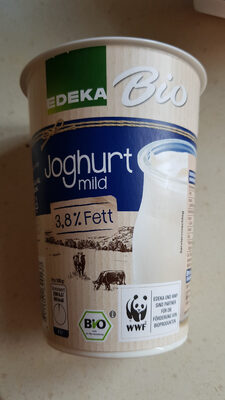 EDEKA
Bio
Joghurt
mild
3,8% Fett
BIO
WWF
EDEKA UND WWF
SIND PARTNER
FÜR DIE
FÖRDERUNG VON
BIOPRODUKTEN